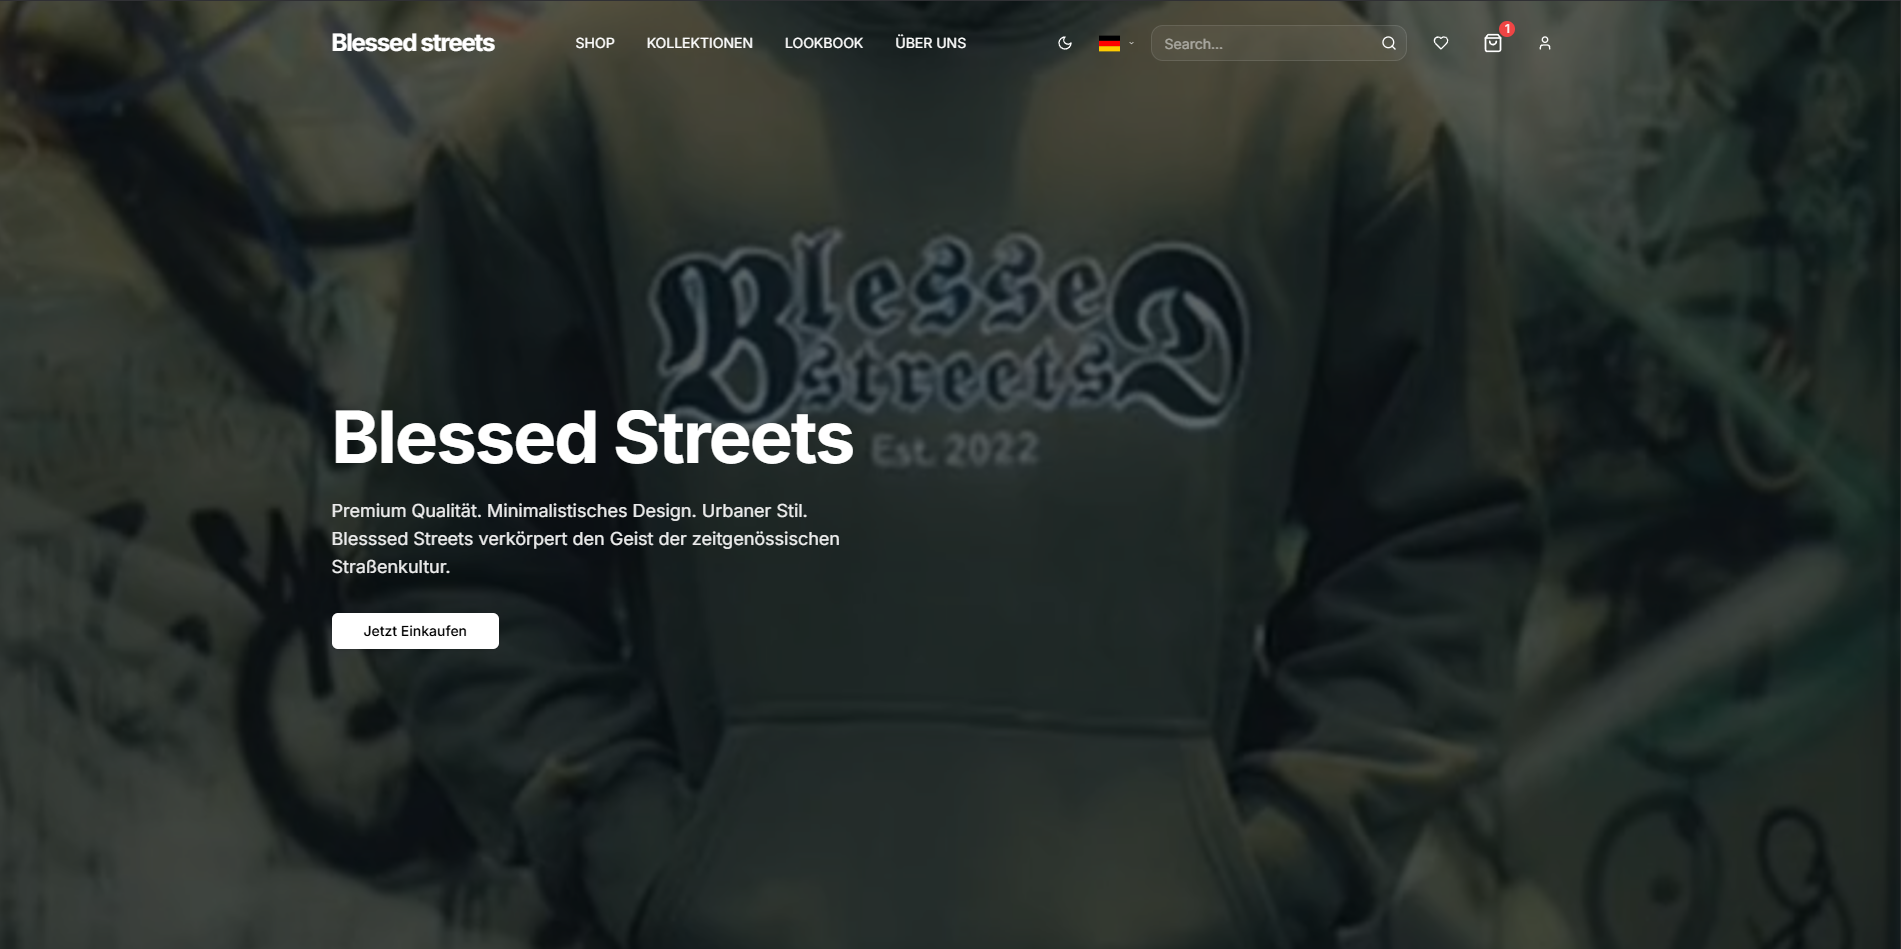 Blessed streets
SHOP KOLLEKTIONEN LOOKBOOK ÜBER UNS
Search...
1
BlesseD
streets
Est. 2022
Blessed Streets
Premium Qualität. Minimalistisches Design. Urbaner Stil.
Blesssed Streets verkörpert den Geist der zeitgenössischen
Straßenkultur.
Jetzt Einkaufen